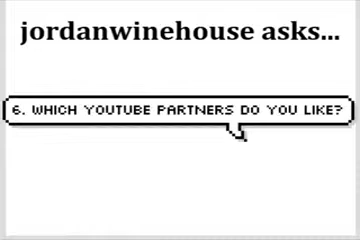 jordanwinehouse asks...
6. WHICH YOUTUBE PARTNERS DO YOU LIKE?